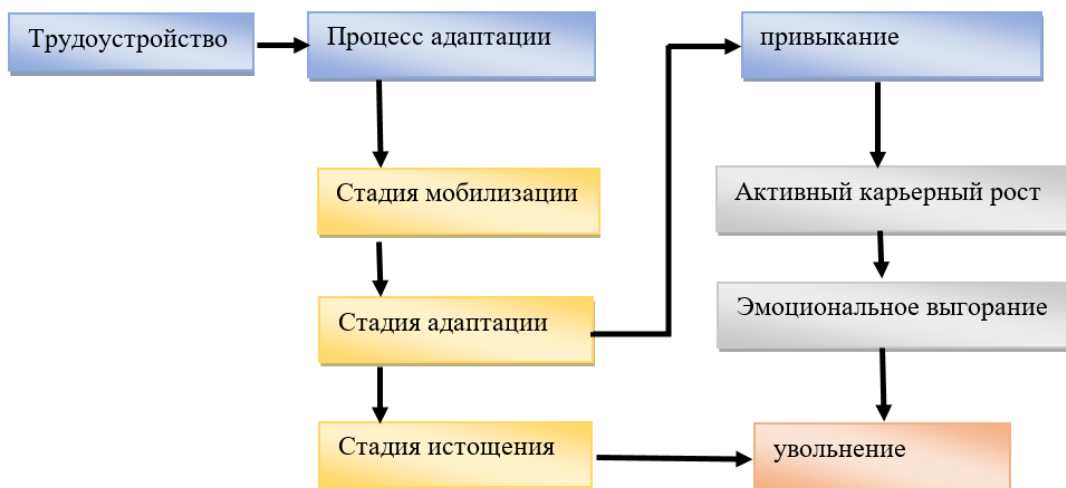 Трудоустройство
Процесс адаптации
привыкание
Стадия мобилизации
Активный карьерный рост
Стадия адаптации
Эмоциональное выгорание
Стадия истощения
увольнение